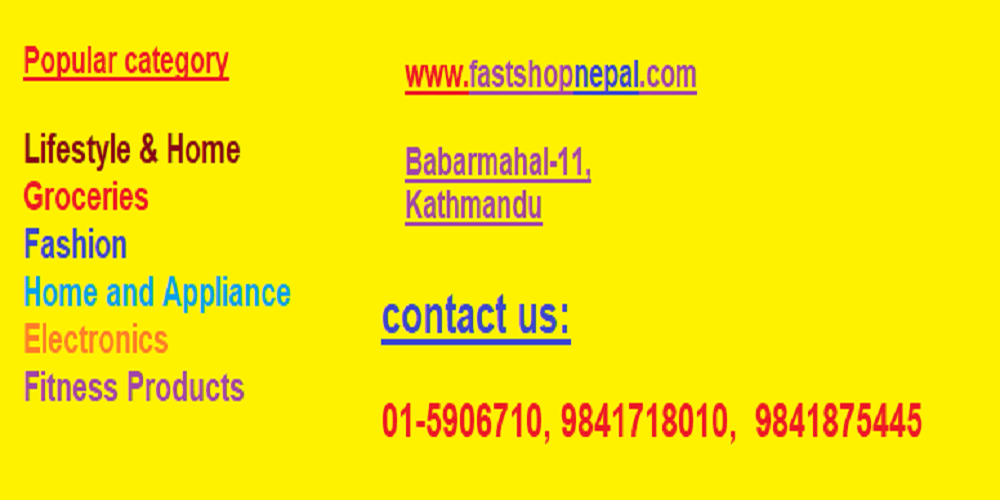 Popular category
Lifestyle & Home
Groceries
Fashion
Home and Appliance
Electronics
Fitness Products
www.fastshopnepal.com
Babarmahal-11,
Kathmandu
contact us:
01-5906710, 9841718010, 9841875445